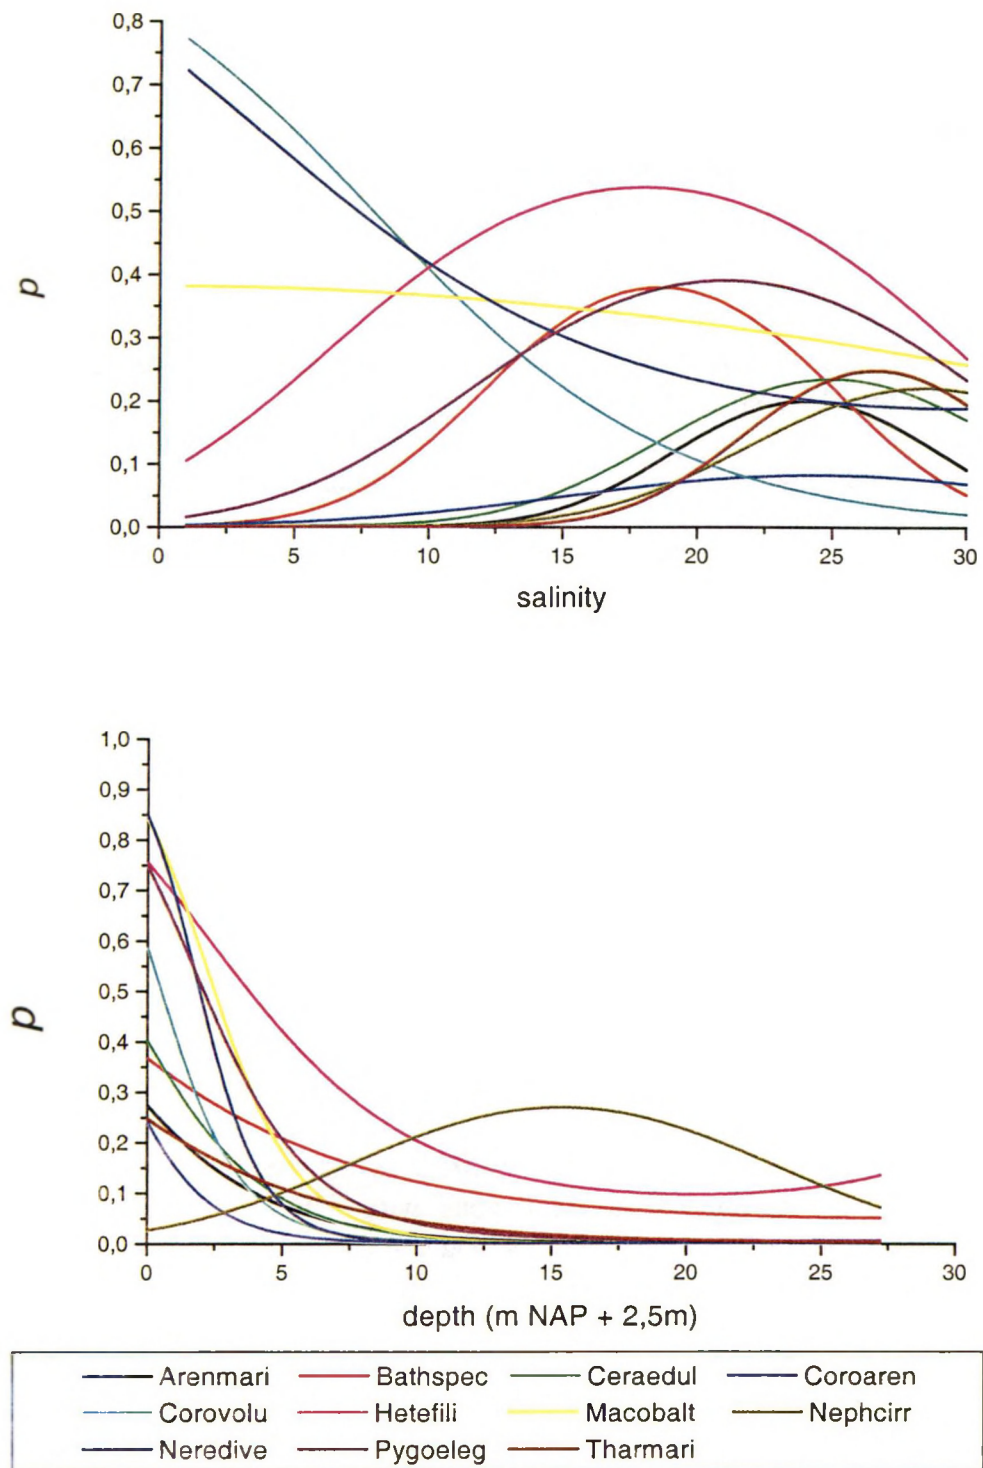 0,8
0,7
0,6
0,5
p
0,4
0,3
0,2
0,1
0,0
0 5 10 15 20 25 30
salinity
1,0
0,9
0,8
0,7
0,6
0,5
p
0,4
0,3
0,2
0,1
0,0
0 5 10 15 20 25 30
depth (m NAP + 2,5m)
Arenmari Bathspec Ceraedul Coroaren
Corovolu Hetefili Macobalt Nephcirr
Neredive Pygoeleg Tharmari